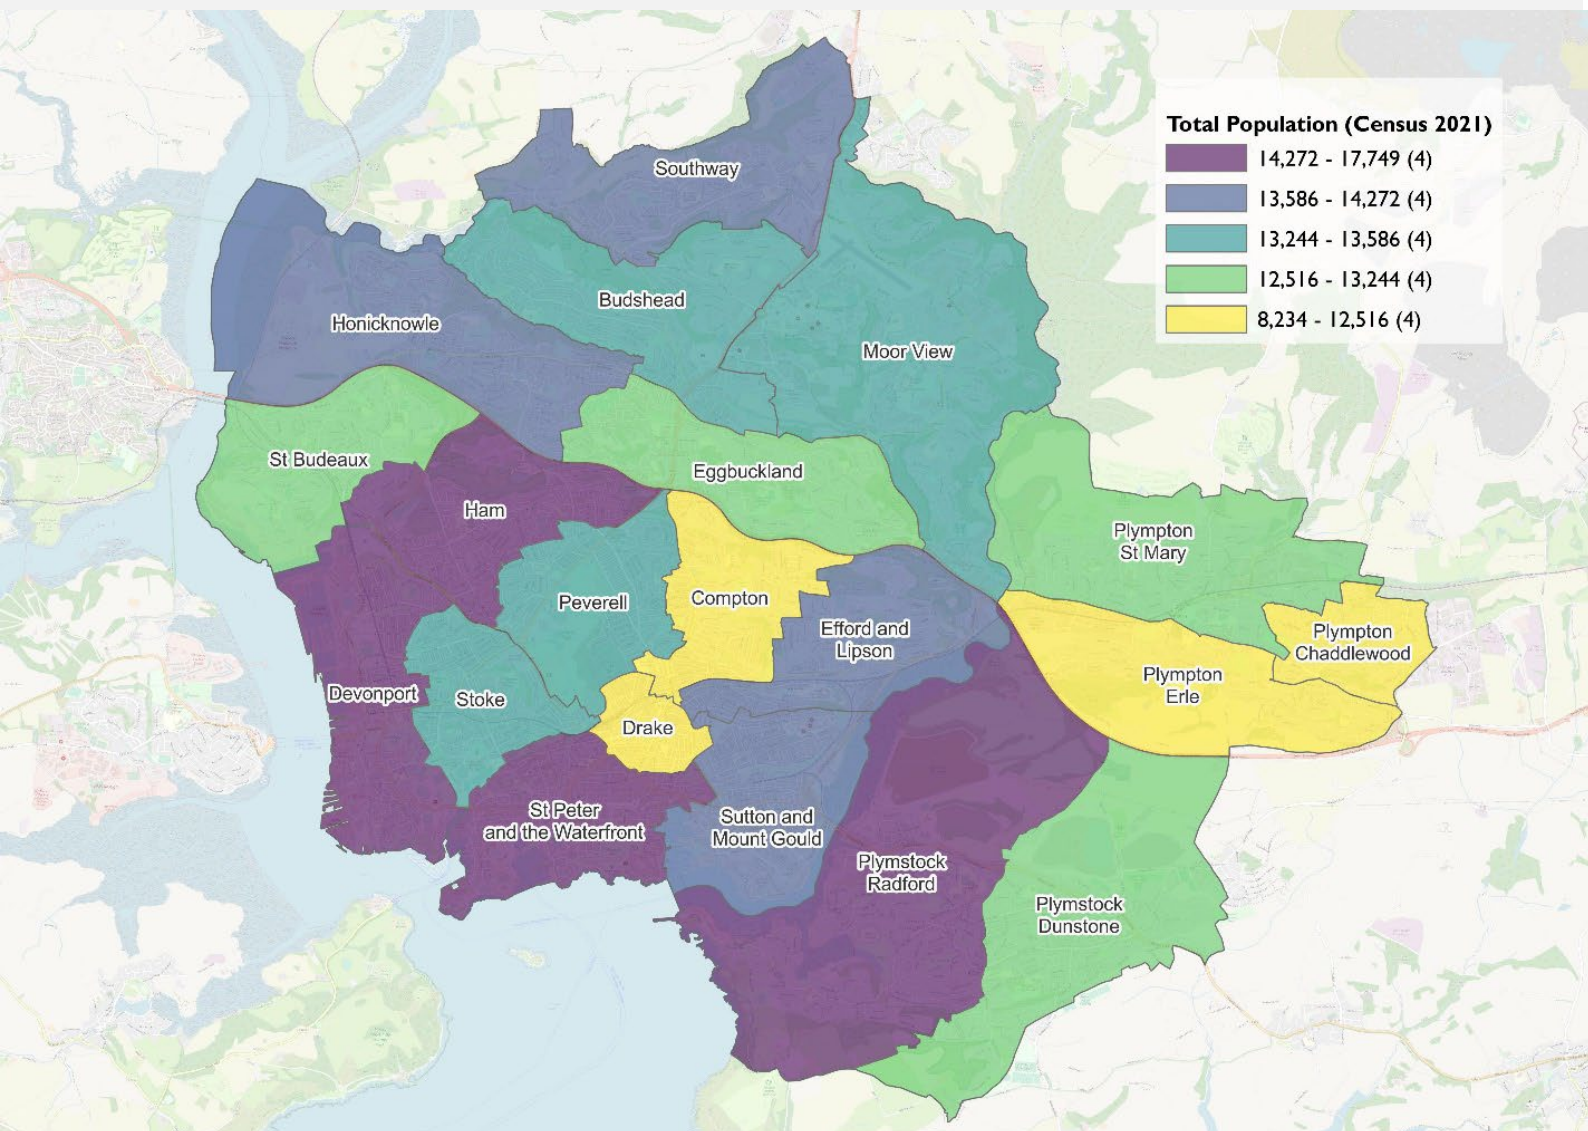 Total Population (Census 2021)
14,272 - 17,749 (4)
13,586 - 14,272 (4)
13,244 - 13,586 (4)
12,516 - 13,244 (4)
8,234 - 12,516 (4)
Southway
Budshead
Honicknowle
Moor View
St Budeaux
Eggbuckland
Ham
Plympton
St Mary
Peverell
Compton
Efford and
Lipson
Plympton
Chaddlewood
Devonport
Stoke
Plympton
Erle
Drake
St Peter
and the Waterfront
Sutton and
Mount Gould
Plymstock
Radford
Plymstock
Dunstone